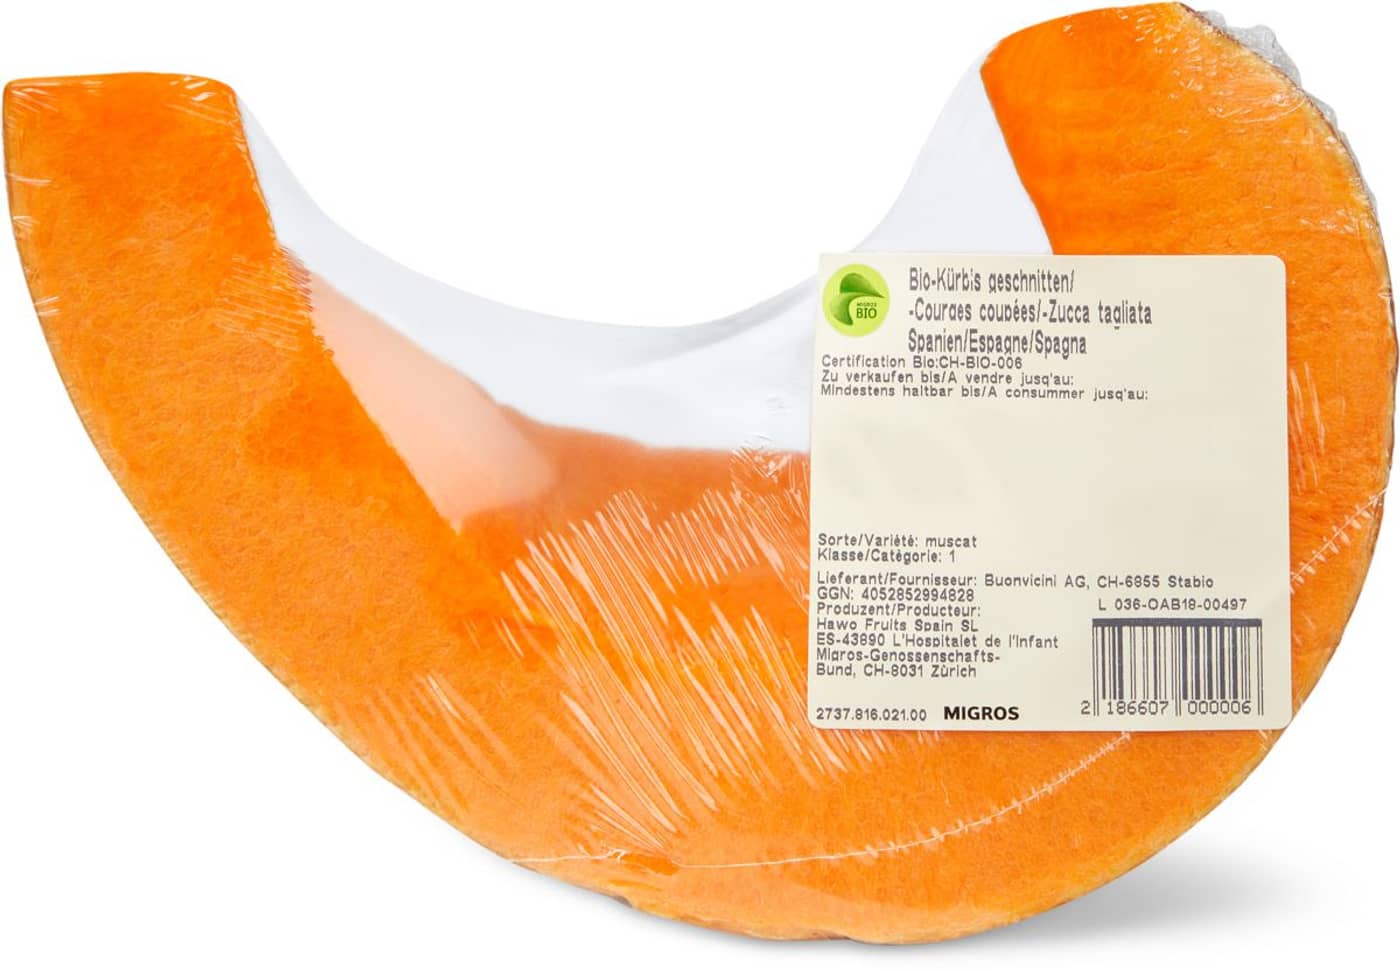 MIGROS
BIO
Bio-Kürbis geschnitten/
-Courges coupées/-Zucca tagliata
Spanien/Espagne/Spagna
Certification Bio:CH-BIO-006
Zu verkaufen bis/A vendre jusqu'au:
Mindestens haltbar bis/A consummer jusqu'au:
Sorte/Variété: muscat
Klasse/Catègorie: 1
Lieferant/Fournisseur: Buonvicini AG, CH-6855 Stabio
GGN: 4052852994828
L 036-OAB18-00497
Produzent/Producteur:
Hawo Fruits Spain SL
ES-43890 L'Hospitalet de l'Infant
Migros-Genossenschafts-
Bund, CH-8031 Zürich
2737.816.021.00 MIGROS
2 186607 000006